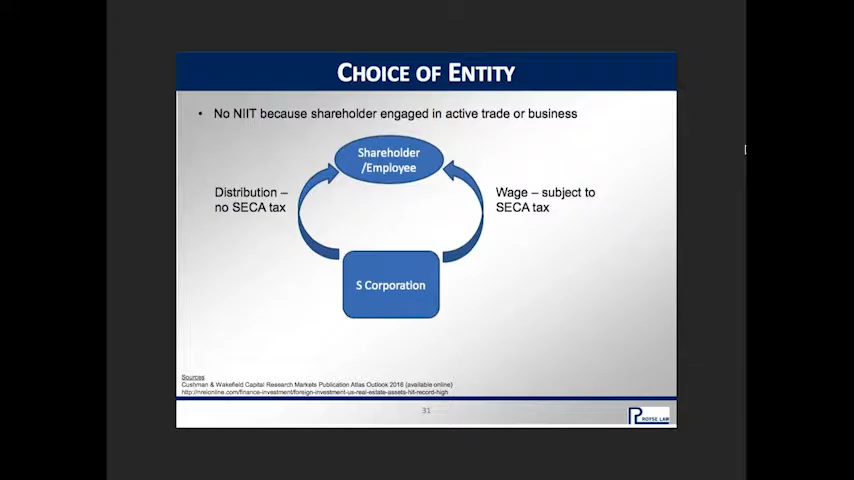 CHOICE OF ENTITY
• No NIIT because shareholder engaged in active trade or business
Shareholder
/Employee
Distribution –
no SECA tax
Wage – subject to
SECA tax
S Corporation
Sources
Cushman & Wakefield Capital Research Markets Publication Atlas Outlook 2016 (available online)
http://nreionline.com/finance-investment/foreign-investment-us-real-estate-assets-hit-record-high
31
ROYSE LAW